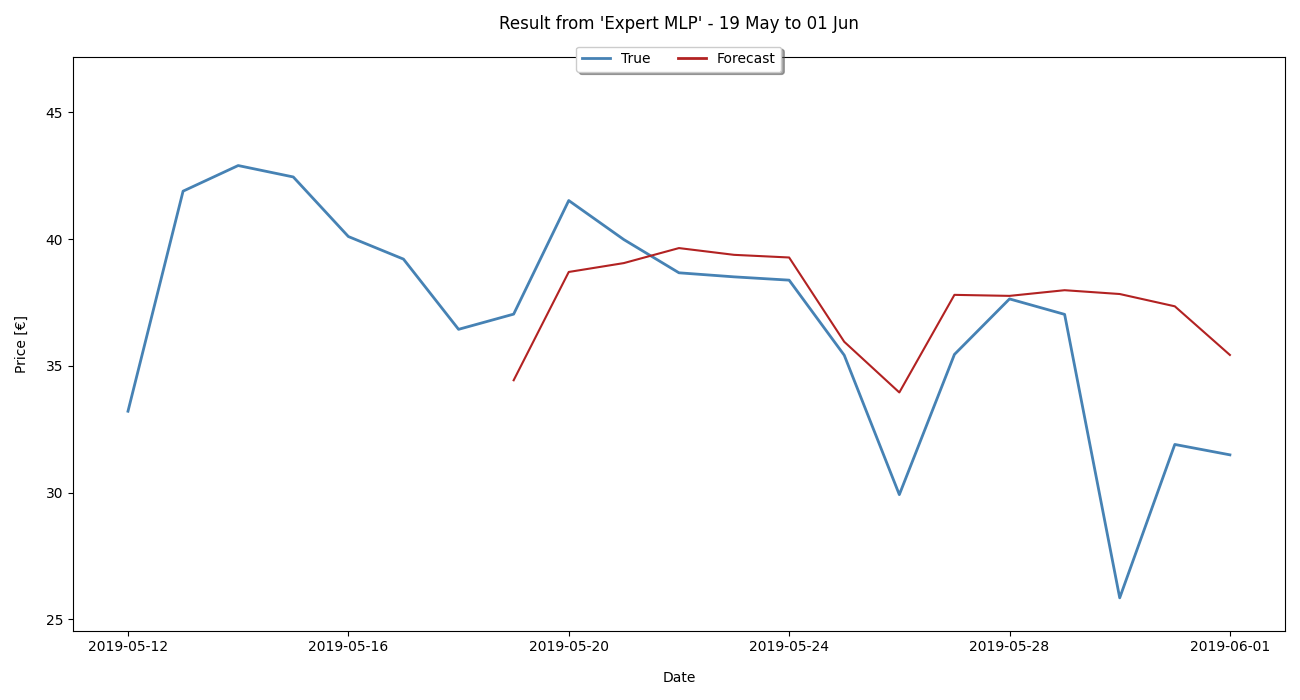 Result from 'Expert MLP' - 19 May to 01 Jun
True Forecast
45
40
35
30
25
Price [€]
2019-05-12 2019-05-16 2019-05-20 2019-05-24 2019-05-28 2019-06-01
Date